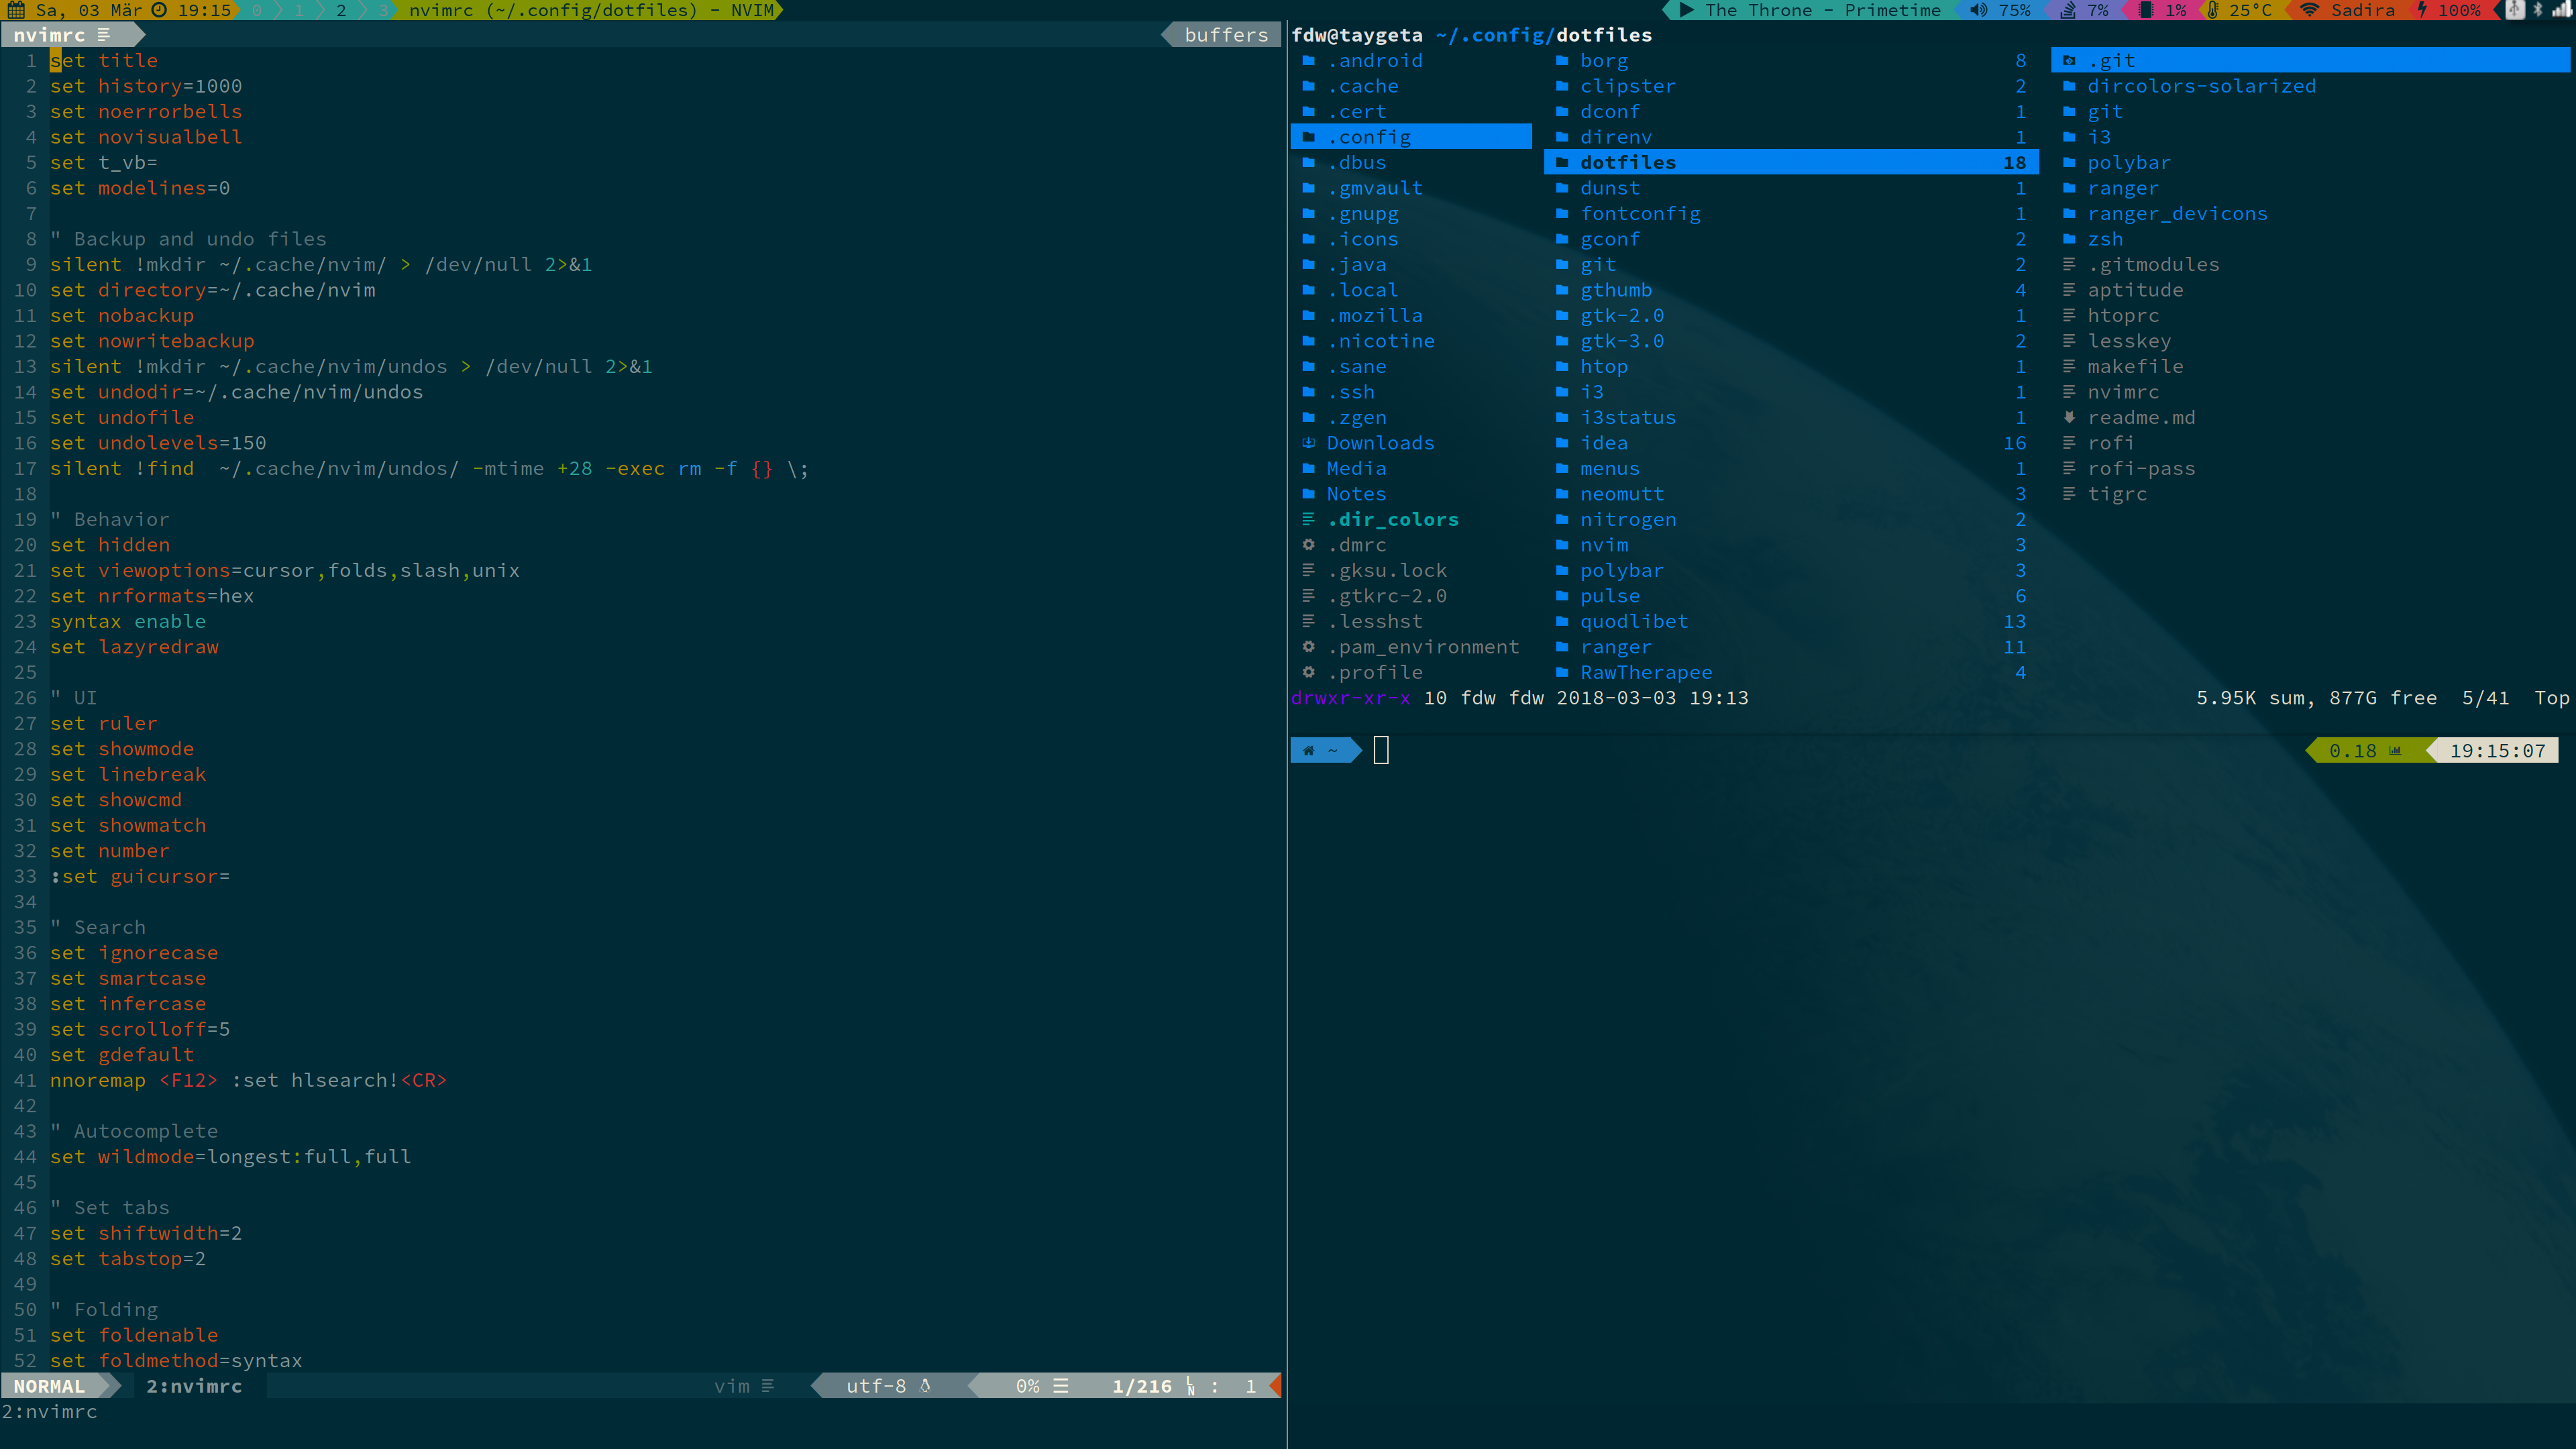 Sa, 03 Mär 19:15 0 1 2 3 nvimrc (~/.config/dotfiles) - NVIM
The Throne - Primetime 75% 7% 1% 25°C Sadira 100%
nvimrc buffers
1 set title
2 set history=1000
3 set noerrorbells
4 set novisualbell
5 set t_vb=
6 set modelines=0
7
8 " Backup and undo files
9 silent !mkdir ~/.cache/nvim/ > /dev/null 2>&1
10 set directory=~/.cache/nvim
11 set nobackup
12 set nowritebackup
13 silent !mkdir ~/.cache/nvim/undos > /dev/null 2>&1
14 set undodir=~/.cache/nvim/undos
15 set undofile
16 set undolevels=150
17 silent !find  ~/.cache/nvim/undos/ -mtime +28 -exec rm -f {} \;
18
19 " Behavior
20 set hidden
21 set viewoptions=cursor,folds,slash,unix
22 set nrformats=hex
23 syntax enable
24 set lazyredraw
25
26 " UI
27 set ruler
28 set showmode
29 set linebreak
30 set showcmd
31 set showmatch
32 set number
33 :set guicursor=
34
35 " Search
36 set ignorecase
37 set smartcase
38 set infercase
39 set scrolloff=5
40 set gdefault
41 nnoremap <F12> :set hlsearch!<CR>
42
43 " Autocomplete
44 set wildmode=longest:full,full
45
46 " Set tabs
47 set shiftwidth=2
48 set tabstop=2
49
50 " Folding
51 set foldenable
52 set foldmethod=syntax
NORMAL 2:nvimrc vim utf-8 0% 1/216 LN : 1
2:nvimrc
fdw@taygeta ~/.config/dotfiles
.android
.cache
.cert
.config
.dbus
.gmvault
.gnupg
.icons
.java
.local
.mozilla
.nicotine
.sane
.ssh
.zgen
Downloads
Media
Notes
.dir_colors
.dmrc
.gksu.lock
.gtkrc-2.0
.lesshst
.pam_environment
.profile
borg 8
clipster 2
dconf 1
direnv 1
dotfiles 18
dunst 1
fontconfig 1
gconf 2
git 2
gthumb 4
gtk-2.0 1
gtk-3.0 2
htop 1
i3 1
i3status 1
idea 16
menus 1
neomutt 3
nitrogen 2
nvim 3
polybar 3
pulse 6
quodlibet 13
ranger 11
RawTherapee 4
.git
dircolors-solarized
git
i3
polybar
ranger
ranger_devicons
zsh
.gitmodules
aptitude
htoprc
lesskey
makefile
nvimrc
readme.md
rofi
rofi-pass
tigrc
drwxr-xr-x 10 fdw fdw 2018-03-03 19:13 5.95K sum, 877G free 5/41 Top
~ 0.18 19:15:07